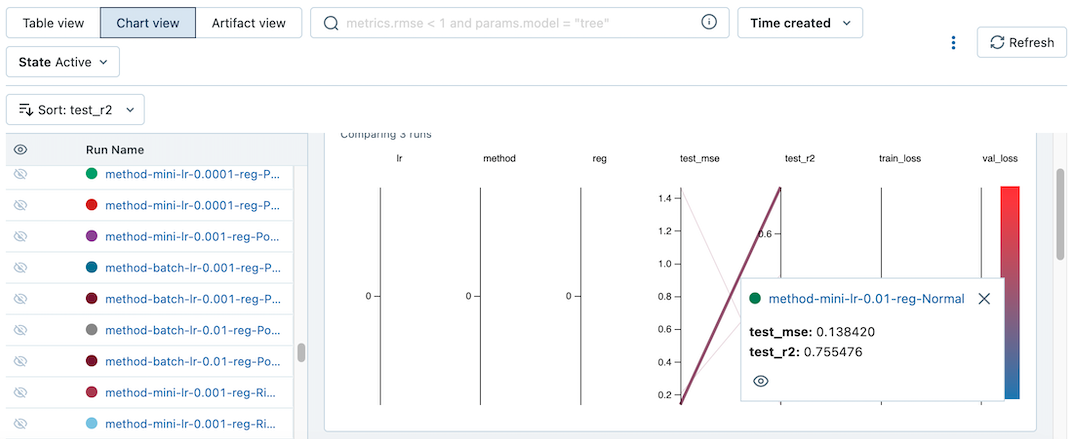 Table view
Chart view
Artifact view
metrics.rmse < 1 and params.model = "tree"
Time created
Refresh
State Active
Sort: test_r2
Run Name
method-mini-lr-0.0001-reg-P...
method-mini-lr-0.0001-reg-P...
method-mini-lr-0.001-reg-Po...
method-batch-lr-0.001-reg-P...
method-batch-lr-0.001-reg-P...
method-batch-lr-0.01-reg-Po...
method-batch-lr-0.01-reg-Po...
method-mini-lr-0.001-reg-Ri...
method-mini-lr-0.001-reg-Ri...
Comparing 3 runs
lr method reg test_mse test_r2 train_loss val_loss
1.4
1.2
0.6
1.0
0 0 0 0.8
0.6
0.4
0.2
method-mini-lr-0.01-reg-Normal
test_mse: 0.138420
test_r2: 0.755476